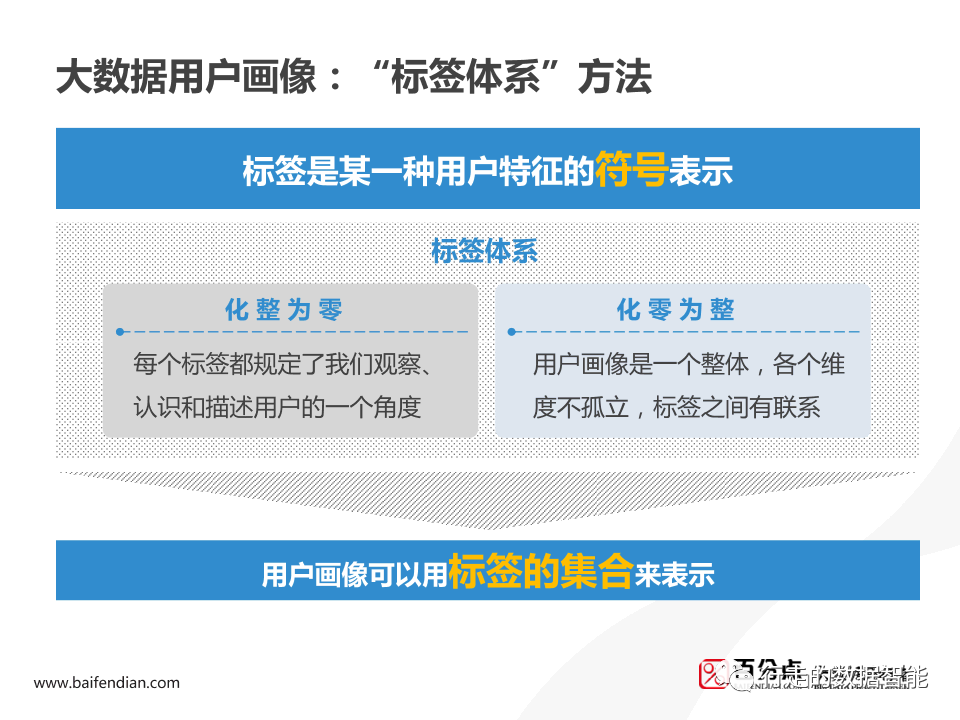 大数据用户画像：“标签体系”方法
标签是某一种用户特征的符号表示
标签体系
化整为零
每个标签都规定了我们观察、
认识和描述用户的一个角度
化零为整
用户画像是一个整体，各个维
度不孤立，标签之间有联系
用户画像可以用标签的集合来表示
www.baifendian.com
百分点
行走的数据智能